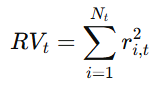 RV_t = \sum_{i=1}^{N_t} r_{i,t}^2